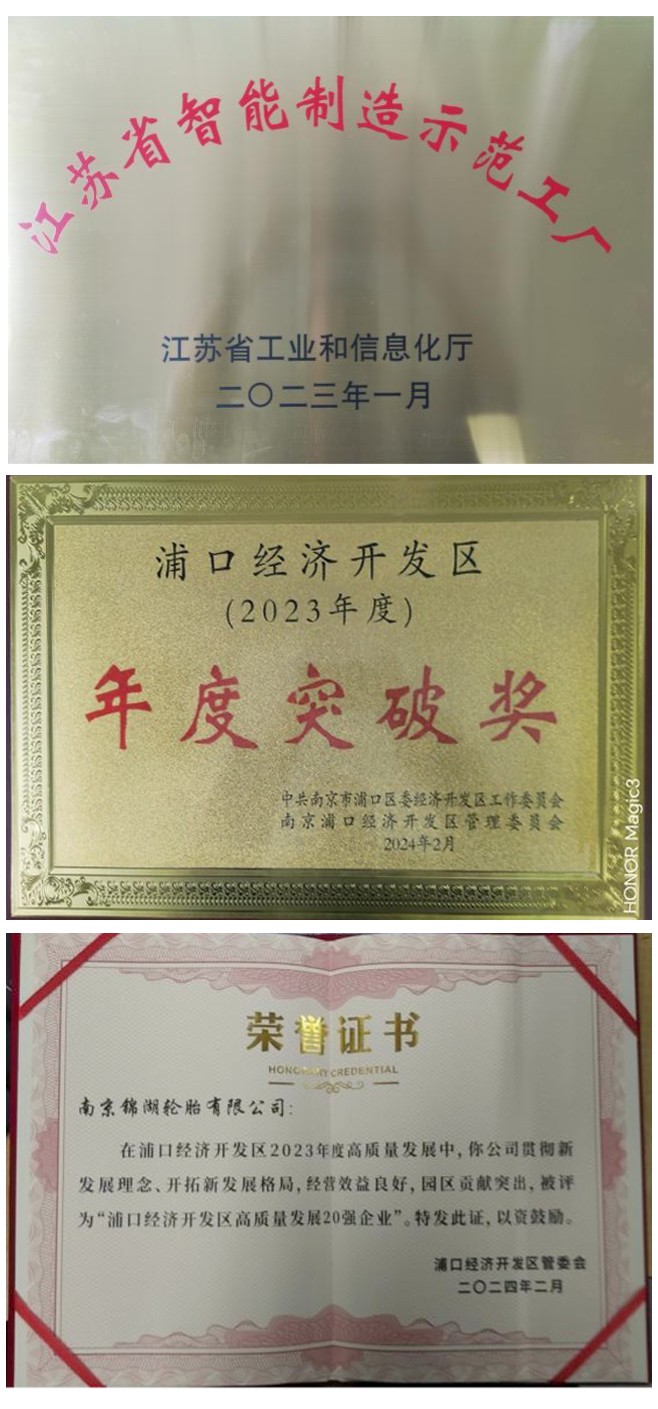 江苏省智能制造示范工厂
江苏省工业和信息化厅
二〇二三年一月
浦口经济开发区
(2023年度)
年度突破奖
中共南京市浦口区委经济开发区工作委员会
南京浦口经济开发区管理委员会
2024年2月
HONOR Magic3
荣誉证书
HONORARY CREDENTIAL
南京锦湖轮胎有限公司:
在浦口经济开发区2023年度高质量发展中,你公司贯彻新
发展理念、开拓新发展格局,经营效益良好,园区贡献突出,被评
为“浦口经济开发区高质量发展20强企业”。特发此证,以资鼓励。
浦口经济开发区管委会
二〇二四年二月